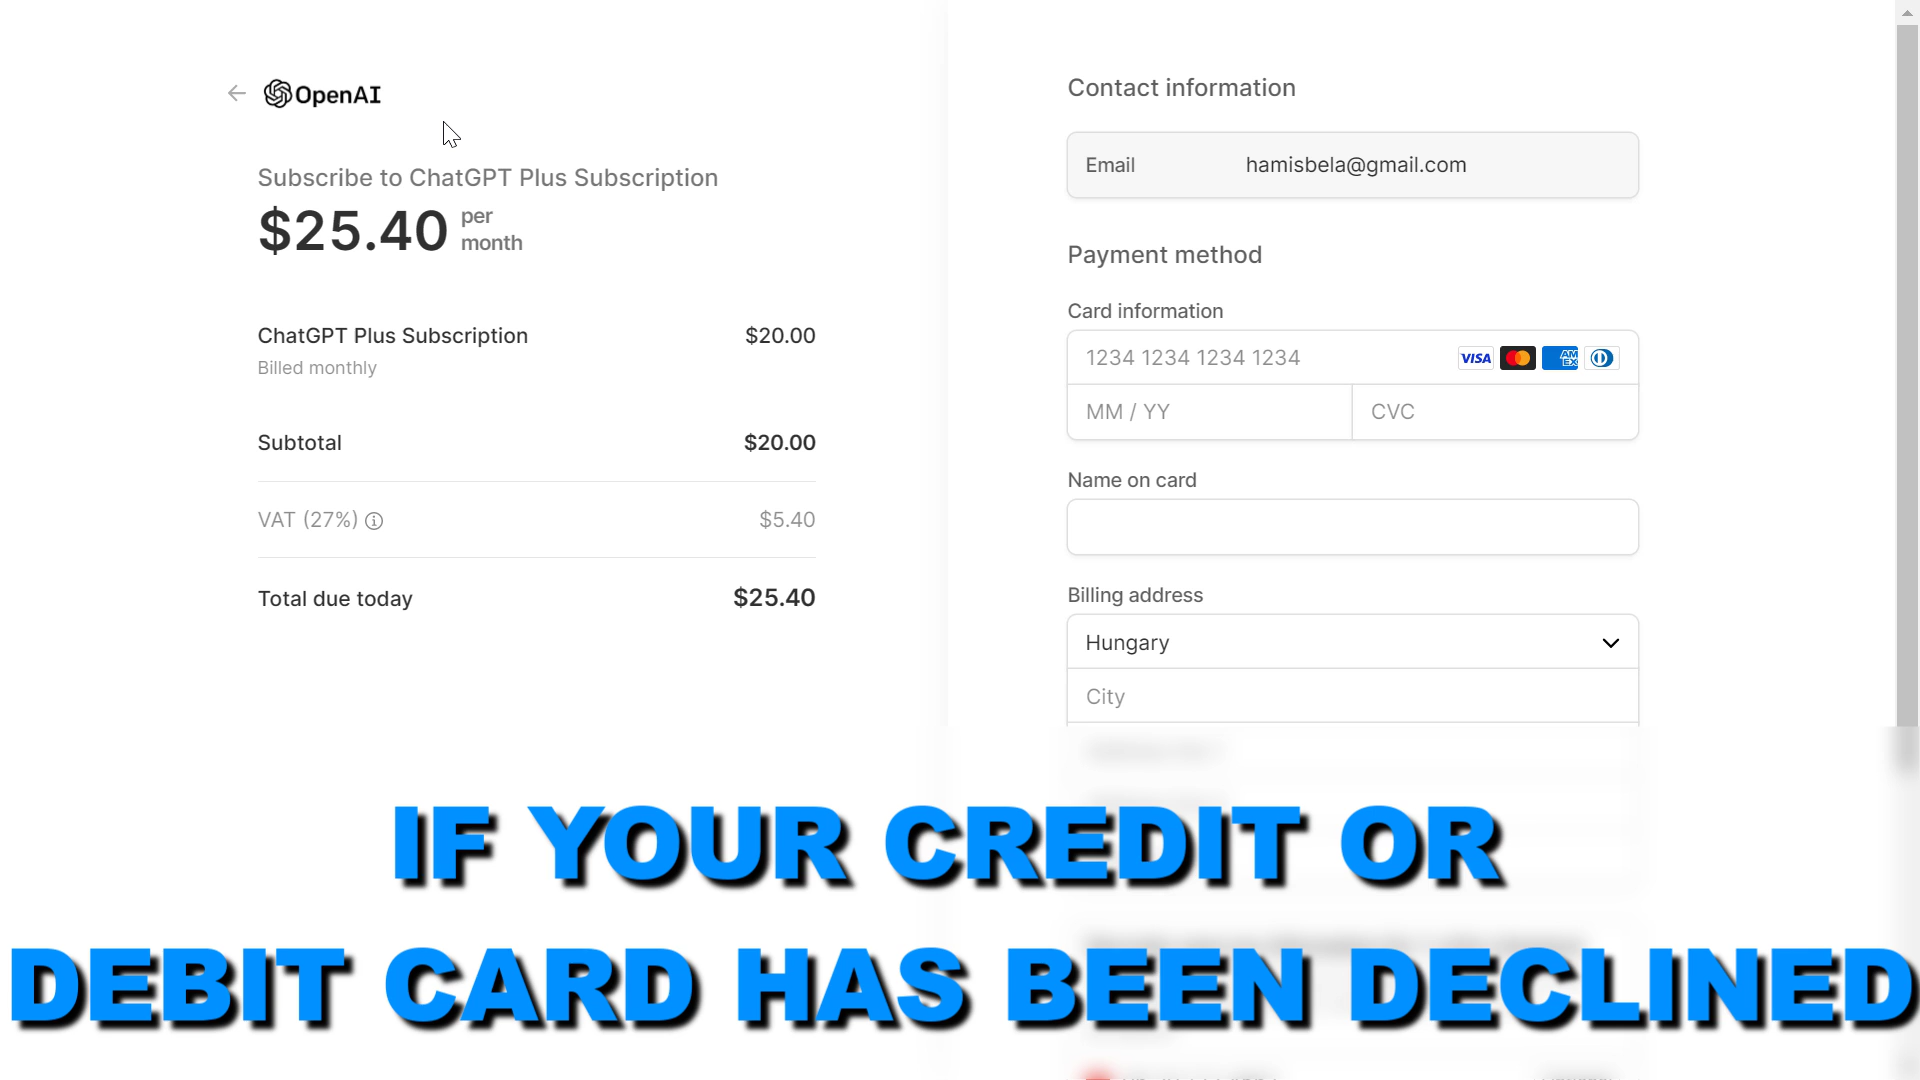 OpenAI
Subscribe to ChatGPT Plus Subscription
$25.40 per
month
ChatGPT Plus Subscription $20.00
Billed monthly
Subtotal $20.00
VAT (27%) $5.40
Total due today $25.40
Contact information
Email hamisbela@gmail.com
Payment method
Card information
1234 1234 1234 1234 VISA AM EX
MM / YY CVC
Name on card
Billing address
Hungary
City
IF YOUR CREDIT OR
DEBIT CARD HAS BEEN DECLINED